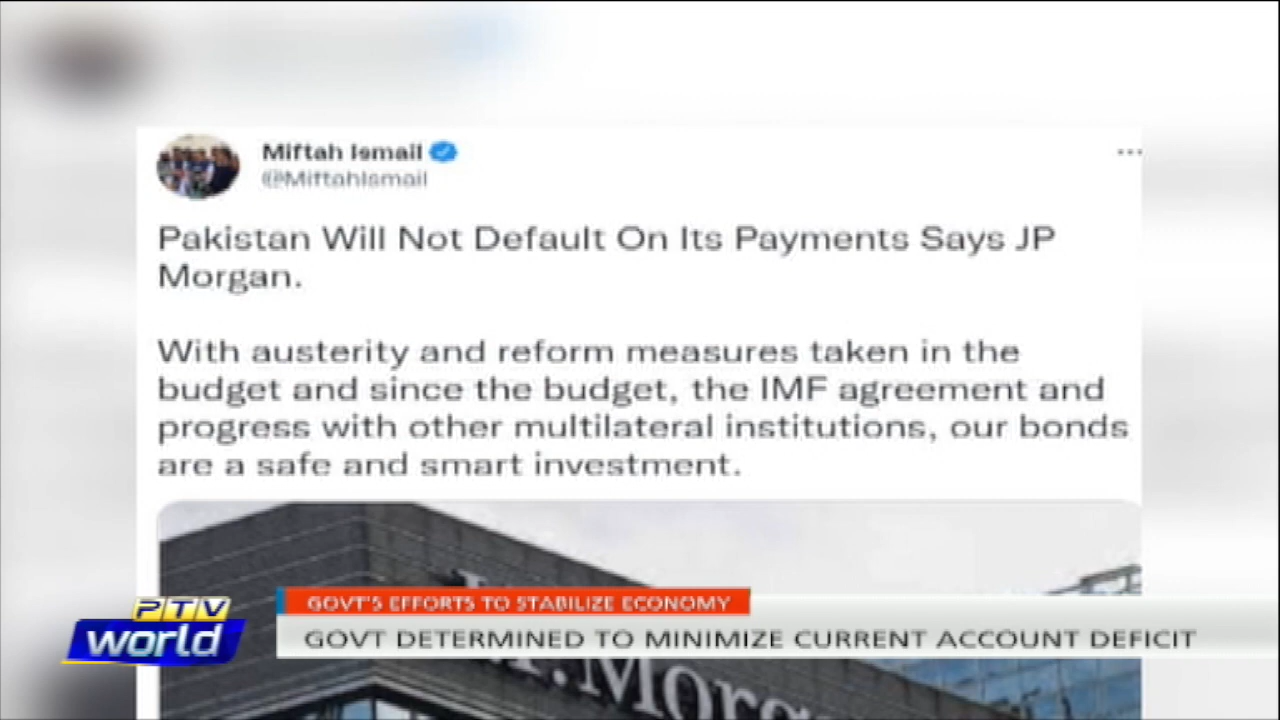 Miftah Ismail
@MiftahIsmail
Pakistan Will Not Default On Its Payments Says JP
Morgan.
With austerity and reform measures taken in the
budget and since the budget, the IMF agreement and
progress with other multilateral institutions, our bonds
are a safe and smart investment.
GOVT'S EFFORTS TO STABILIZE ECONOMY
GOVT DETERMINED TO MINIMIZE CURRENT ACCOUNT DEFICIT
PTV
world